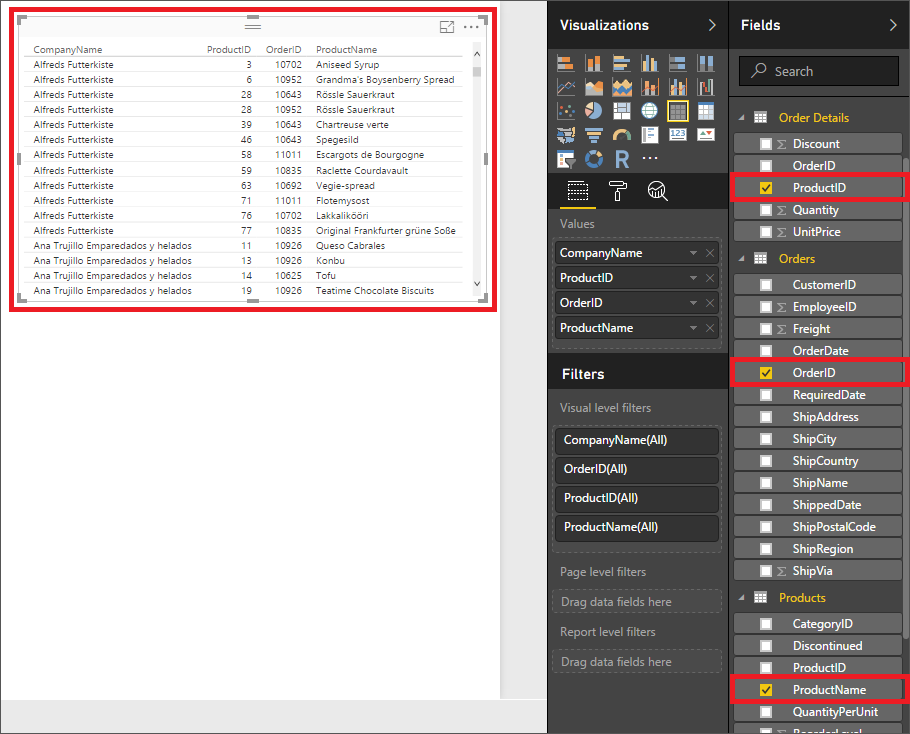 CompanyName ProductID OrderID ProductName
Alfreds Futterkiste 3 10702 Aniseed Syrup
Alfreds Futterkiste 6 10952 Grandma's Boysenberry Spread
Alfreds Futterkiste 28 10643 Rössle Sauerkraut
Alfreds Futterkiste 28 10952 Rössle Sauerkraut
Alfreds Futterkiste 39 10643 Chartreuse verte
Alfreds Futterkiste 46 10643 Spegesild
Alfreds Futterkiste 58 11011 Escargots de Bourgogne
Alfreds Futterkiste 59 10835 Raclette Courdavault
Alfreds Futterkiste 63 10692 Vegie-spread
Alfreds Futterkiste 71 11011 Flotemysost
Alfreds Futterkiste 76 10702 Lakkalikööri
Alfreds Futterkiste 77 10835 Original Frankfurter grüne Soße
Ana Trujillo Emparedados y helados 11 10926 Queso Cabrales
Ana Trujillo Emparedados y helados 13 10926 Konbu
Ana Trujillo Emparedados y helados 14 10625 Tofu
Ana Trujillo Emparedados y helados 19 10926 Teatime Chocolate Biscuits
Visualizations
123
R
Values
CompanyName
ProductID
OrderID
ProductName
Filters
Visual level filters
CompanyName(All)
OrderID(All)
ProductID(All)
ProductName(All)
Page level filters
Drag data fields here
Report level filters
Drag data fields here
Fields
Search
Order Details
Σ Discount
OrderID
ProductID
Σ Quantity
Σ UnitPrice
Orders
CustomerID
Σ EmployeeID
Σ Freight
OrderDate
OrderID
RequiredDate
ShipAddress
ShipCity
ShipCountry
ShipName
ShippedDate
ShipPostalCode
ShipRegion
Σ ShipVia
Products
CategoryID
Discontinued
ProductID
ProductName
QuantityPerUnit